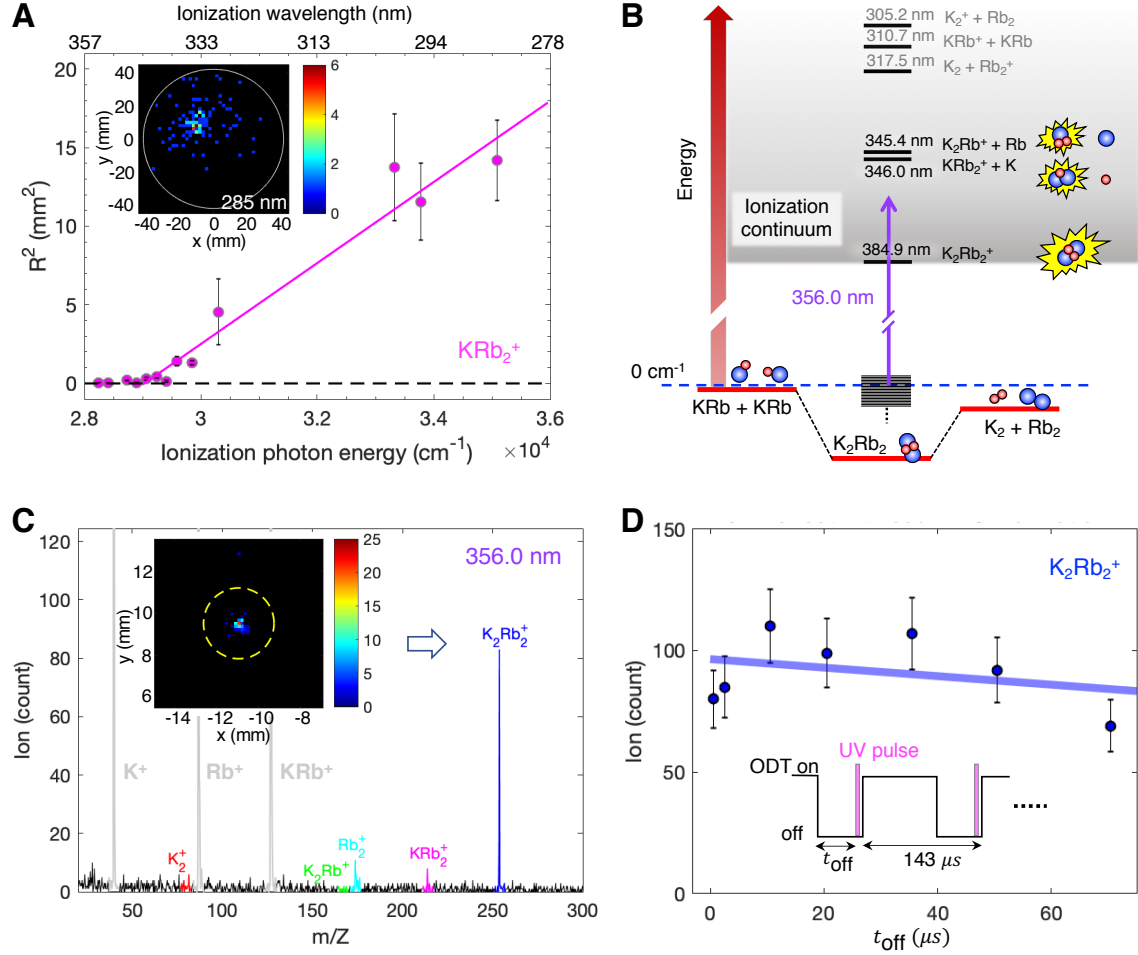 A
Ionization wavelength (nm)
357 333 313 294 278
20
15
10
5
0
R² (mm²)
40
20
0
-20
-40
y (mm)
-40 -20 0 20 40
x (mm)
285 nm
6
4
2
0
KRb₂⁺
2.8 3 3.2 3.4 3.6
Ionization photon energy (cm⁻¹) ×10⁴
B
Energy
305.2 nm K₂⁺ + Rb₂
310.7 nm KRb⁺ + KRb
317.5 nm K₂ + Rb₂⁺
345.4 nm K₂Rb⁺ + Rb
346.0 nm KRb₂⁺ + K
Ionization
continuum
384.9 nm K₂Rb₂⁺
356.0 nm
0 cm⁻¹
KRb + KRb
K₂Rb₂
K₂ + Rb₂
C
120
100
80
60
40
20
0
Ion (count)
12
10
8
6
y (mm)
-14 -12 -10 -8
x (mm)
25
20
15
10
5
0
356.0 nm
K₂Rb₂⁺
K⁺
Rb⁺
KRb⁺
K₂⁺
K₂Rb⁺
Rb₂⁺
KRb₂⁺
50 100 150 200 250 300
m/Z
D
150
100
50
0
Ion (count)
K₂Rb₂⁺
UV pulse
ODT on
off
t_off
143 μs
......
0 20 40 60
t_off (μs)